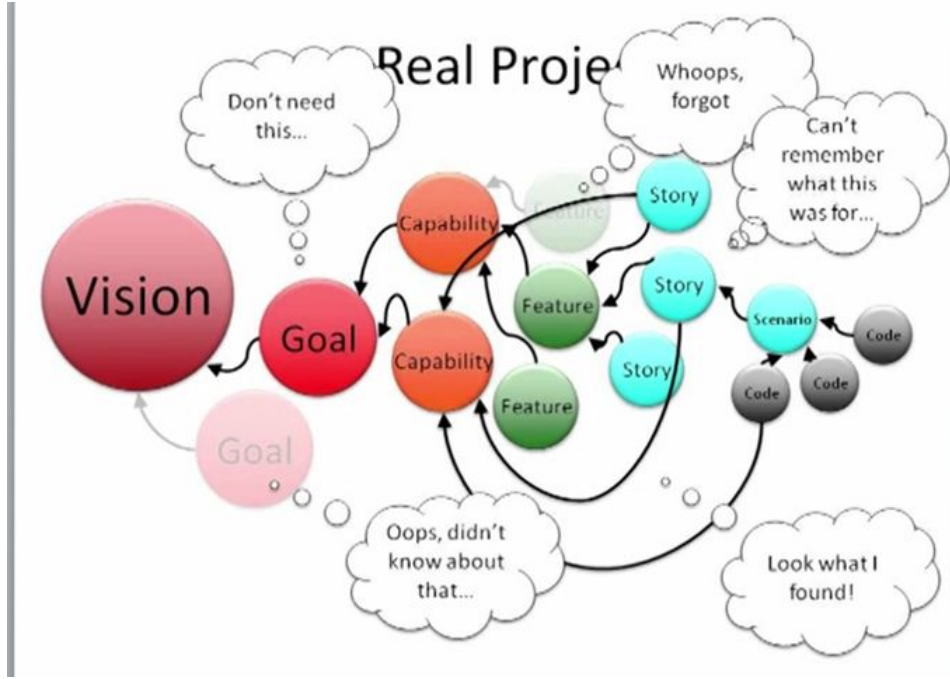 Real Proje
Don't need
this...
Whoops,
forgot
Can't
remember
what this
was for...
Vision
Goal
Goal
Capability
Capability
Feature
Feature
Feature
Story
Story
Story
Scenario
Code
Code
Code
Oops, didn't
know about
that...
Look what I
found!